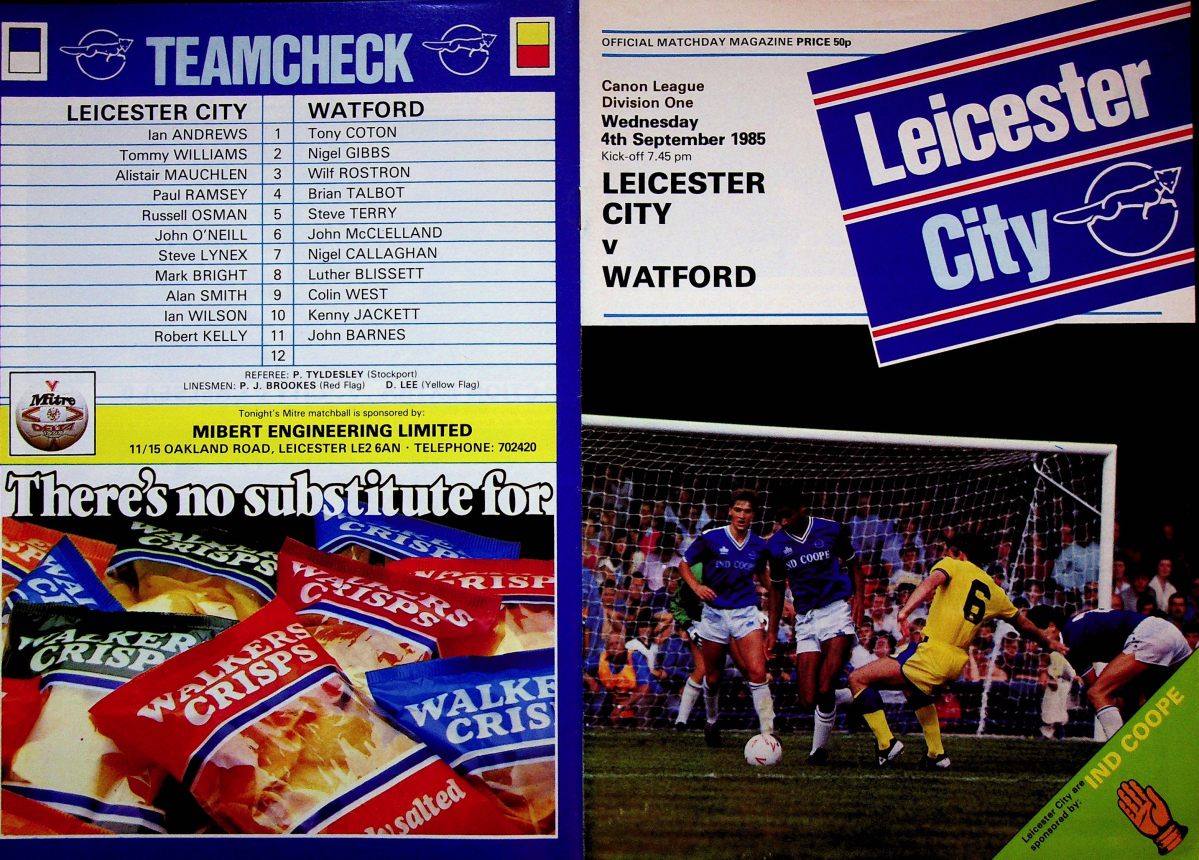 TEAMCHECK
LEICESTER CITY WATFORD
Ian ANDREWS 1 Tony COTON
Tommy WILLIAMS 2 Nigel GIBBS
Alistair MAUCHLEN 3 Wilf ROSTRON
Paul RAMSEY 4 Brian TALBOT
Russell OSMAN 5 Steve TERRY
John O'NEILL 6 John McCLELLAND
Steve LYNEX 7 Nigel CALLAGHAN
Mark BRIGHT 8 Luther BLISSETT
Alan SMITH 9 Colin WEST
Ian WILSON 10 Kenny JACKETT
Robert KELLY 11 John BARNES
12
REFEREE: P. TYLDESLEY (Stockport)
LINESMEN: P. J. BROOKES (Red Flag) D. LEE (Yellow Flag)
Mitre
DELTA
Tonight's Mitre matchball is sponsored by:
MIBERT ENGINEERING LIMITED
11/15 OAKLAND ROAD, LEICESTER LE2 6AN · TELEPHONE: 702420
There's no substitute for
WALKERS
CRISPS
WALKERS
CRISPS
CRISP
WALKER
CRISP
WALKERS
CRISPS
WALKE
CRIS
salted
OFFICIAL MATCHDAY MAGAZINE PRICE 50p
Canon League
Division One
Wednesday
4th September 1985
Kick-off 7.45 pm
LEICESTER
CITY
v
WATFORD
Leicester
City
IND COOPE
IND COOPE
6
Leicester City are
sponsored by:
IND COOPE